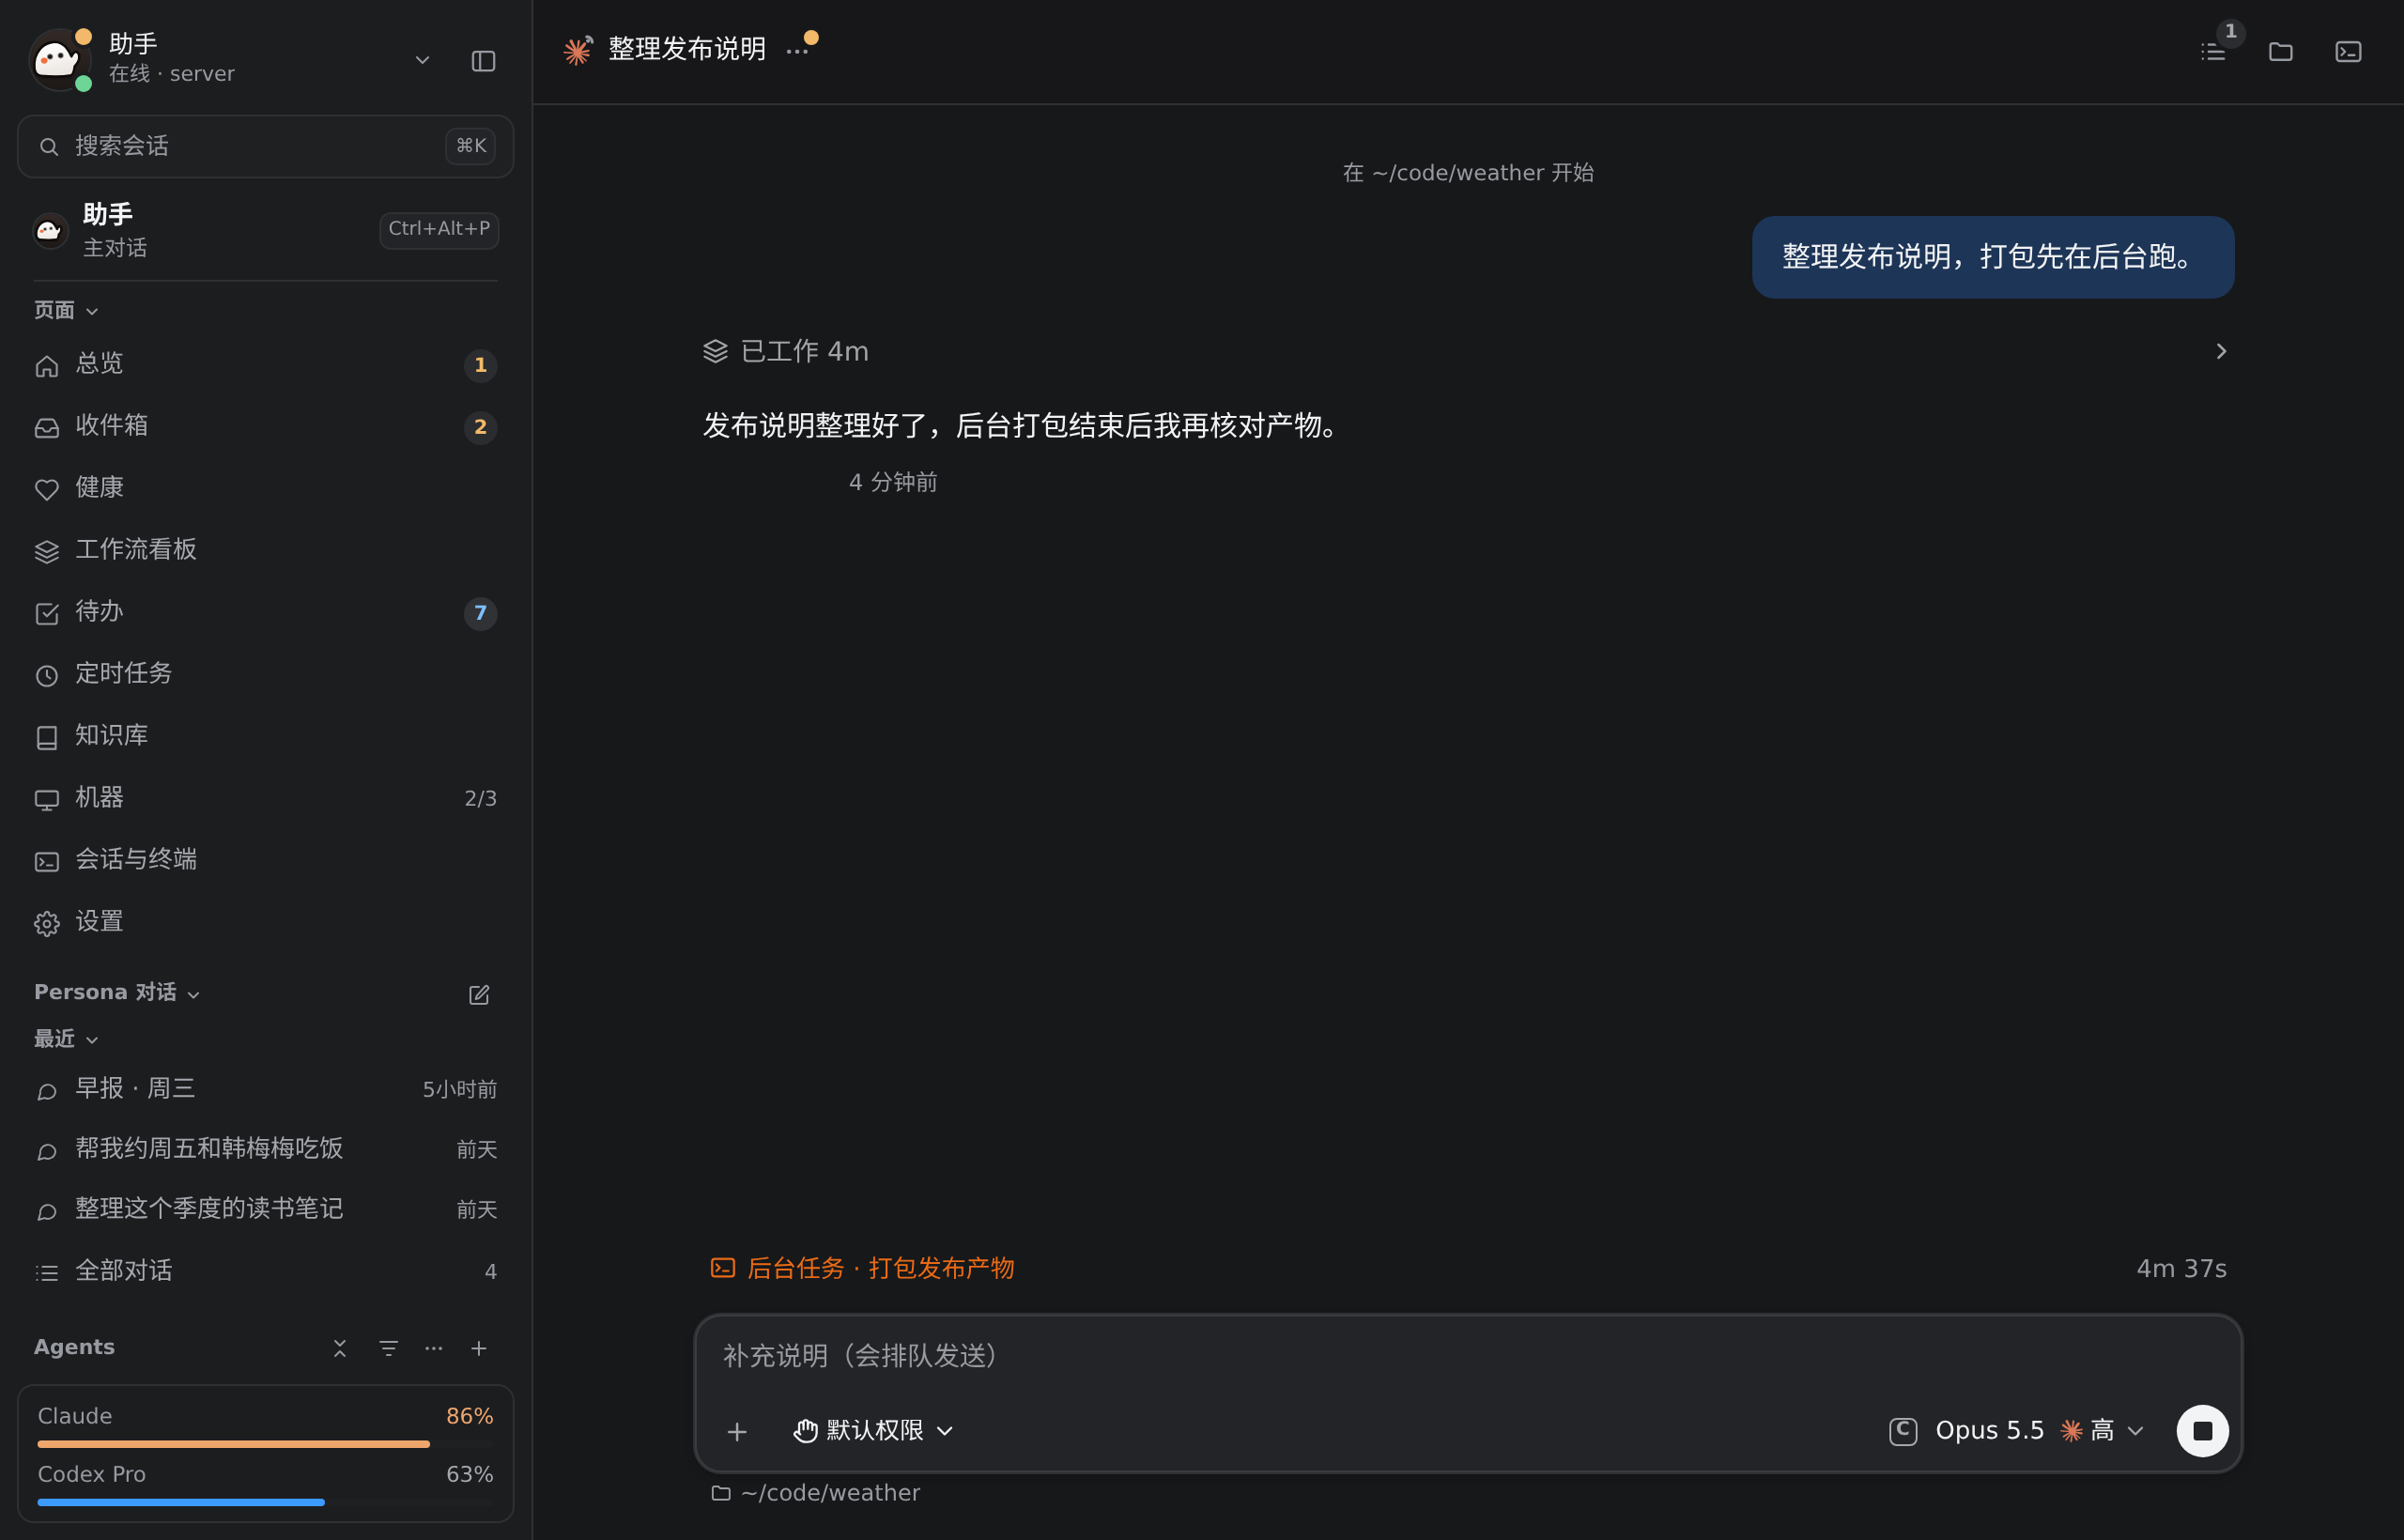 助手
在线 · server
搜索会话 ⌘K
助手
主对话
Ctrl+Alt+P
页面
总览 1
收件箱 2
健康
工作流看板
待办 7
定时任务
知识库
机器 2/3
会话与终端
设置
Persona 对话
最近
早报 · 周三 5小时前
帮我约周五和韩梅梅吃饭 前天
整理这个季度的读书笔记 前天
全部对话 4
Agents
Claude 86%
Codex Pro 63%
整理发布说明 ...
1
在 ~/code/weather 开始
整理发布说明，打包先在后台跑。
已工作 4m
发布说明整理好了，后台打包结束后我再核对产物。
4 分钟前
后台任务 · 打包发布产物 4m 37s
补充说明（会排队发送）
默认权限 C Opus 5.5 高
~/code/weather